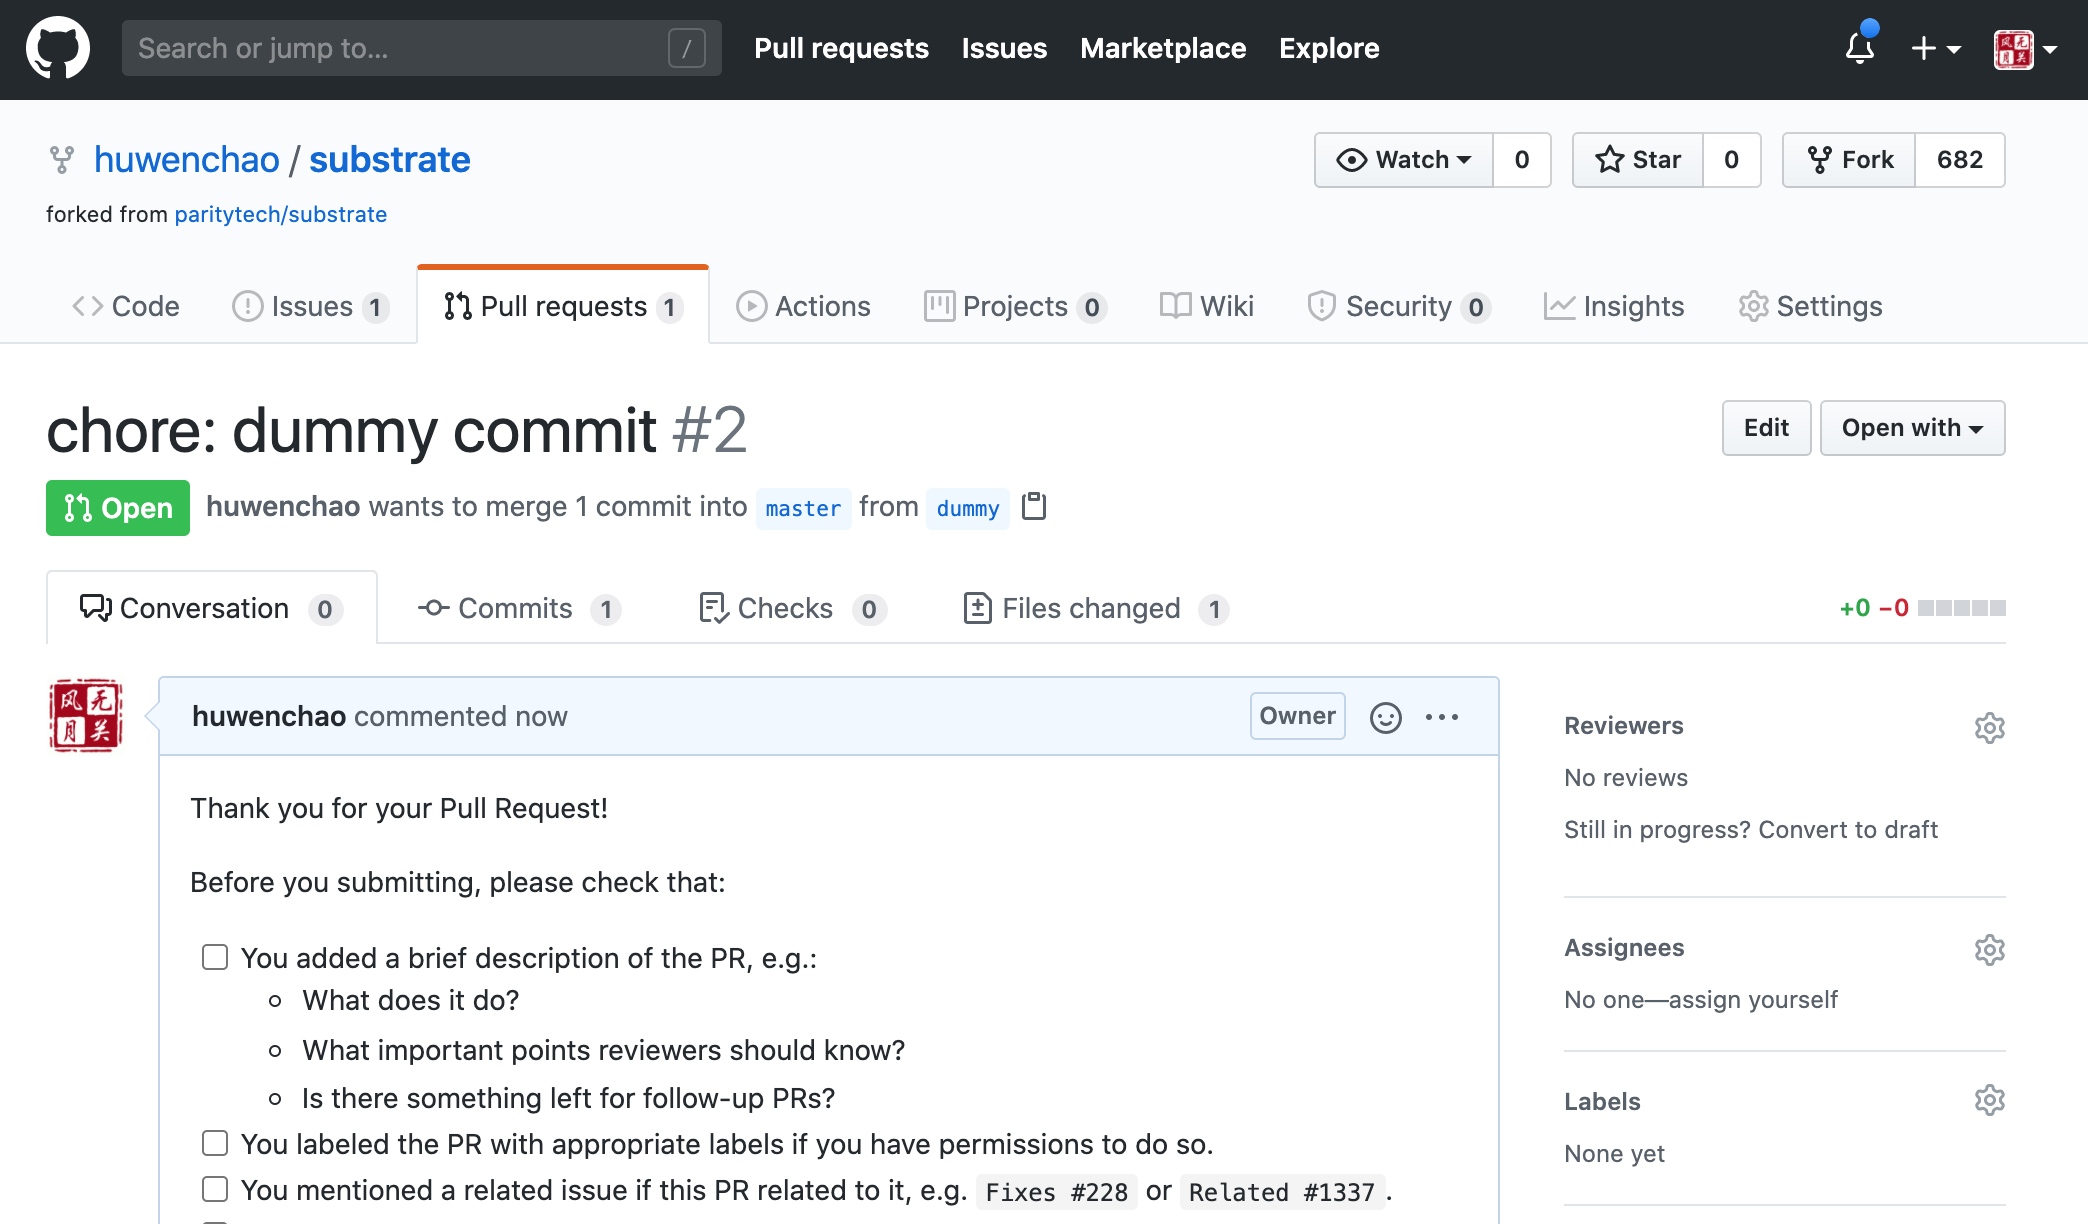 Search or jump to... /
Pull requests Issues Marketplace Explore
huwenchao / substrate
Watch 0 Star 0 Fork 682
forked from paritytech/substrate
Code Issues 1 Pull requests 1 Actions Projects 0 Wiki Security 0 Insights Settings
chore: dummy commit #2
Edit Open with
Open huwenchao wants to merge 1 commit into master from dummy
Conversation 0 Commits 1 Checks 0 Files changed 1 +0 −0
风无月关
huwenchao commented now Owner
Thank you for your Pull Request!
Before you submitting, please check that:
You added a brief description of the PR, e.g.:
What does it do?
What important points reviewers should know?
Is there something left for follow-up PRs?
You labeled the PR with appropriate labels if you have permissions to do so.
You mentioned a related issue if this PR related to it, e.g. Fixes #228 or Related #1337.
Reviewers
No reviews
Still in progress? Convert to draft
Assignees
No one—assign yourself
Labels
None yet